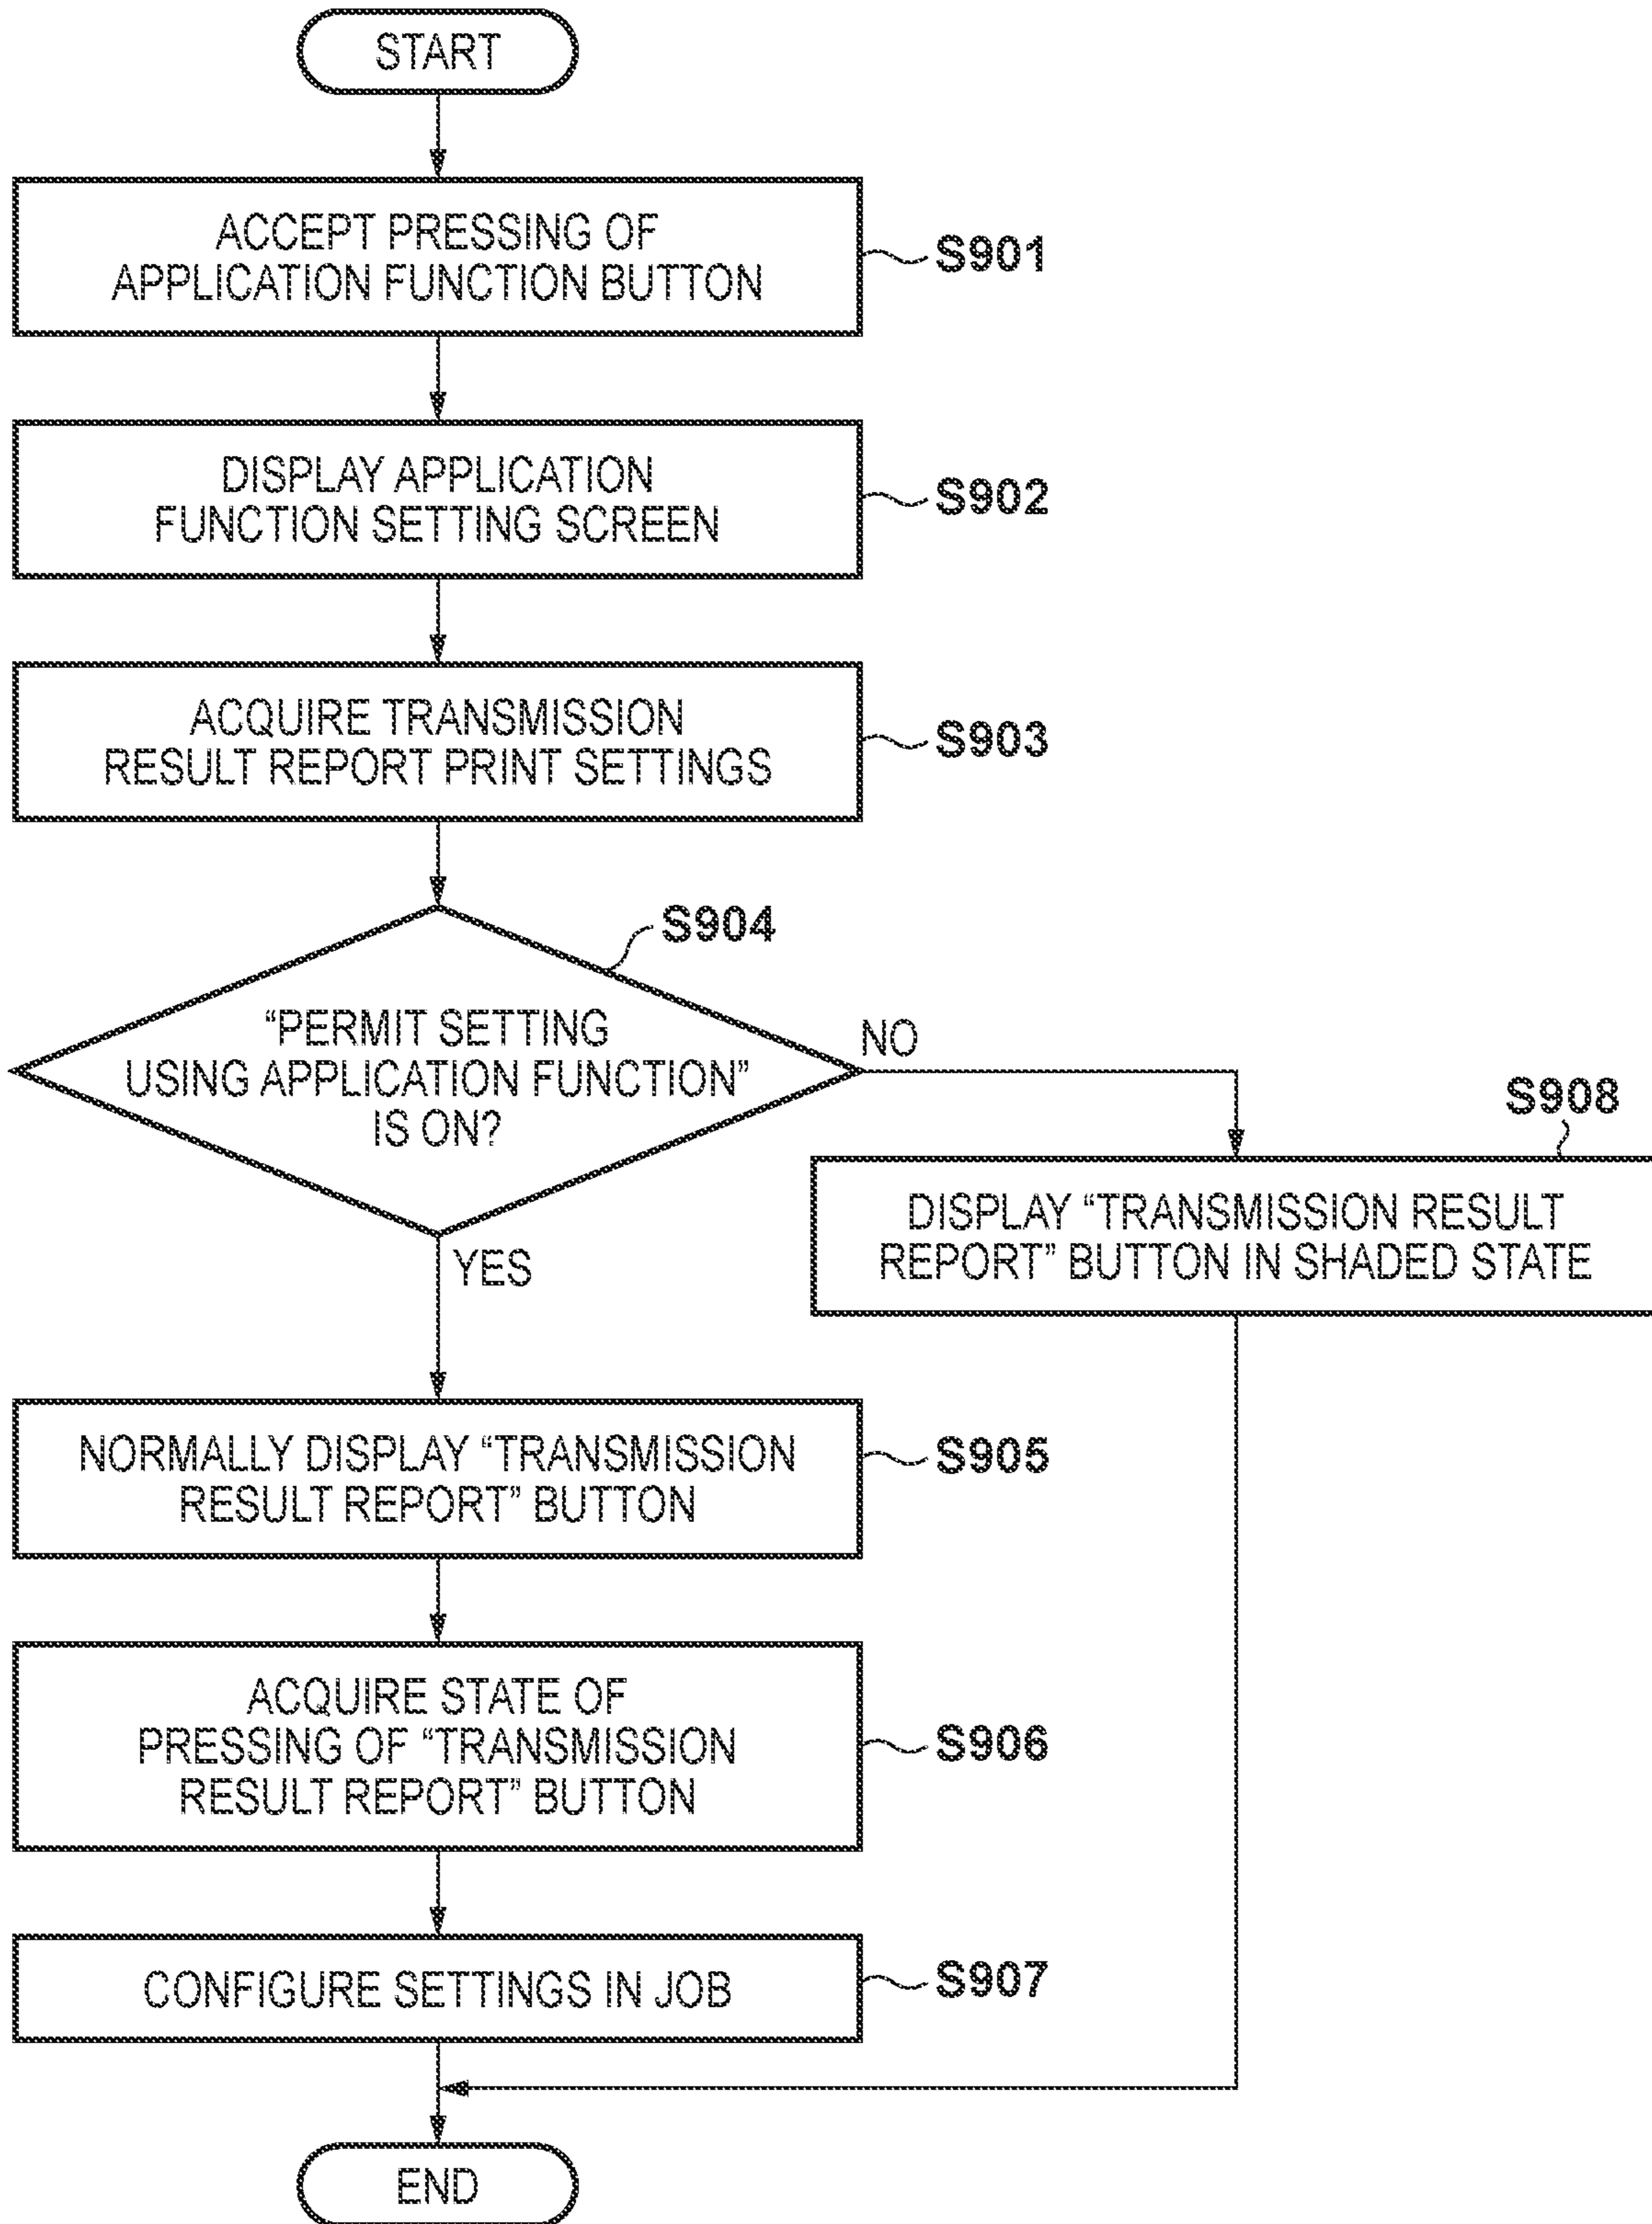 START
ACCEPT PRESSING OF
APPLICATION FUNCTION BUTTON
S901
DISPLAY APPLICATION
FUNCTION SETTING SCREEN
S902
ACQUIRE TRANSMISSION
RESULT REPORT PRINT SETTINGS
S903
S904
“PERMIT SETTING
USING APPLICATION FUNCTION”
IS ON?
NO
YES
S908
DISPLAY “TRANSMISSION RESULT
REPORT” BUTTON IN SHADED STATE
NORMALLY DISPLAY “TRANSMISSION
RESULT REPORT” BUTTON
S905
ACQUIRE STATE OF
PRESSING OF “TRANSMISSION
RESULT REPORT” BUTTON
S906
CONFIGURE SETTINGS IN JOB
S907
END